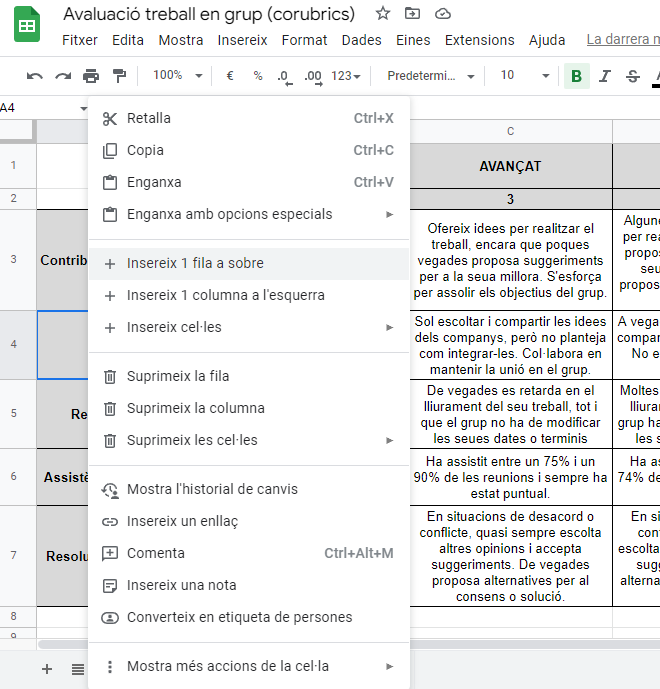 Avaluació treball en grup (corubrics)
Fitxer Edita Mostra Insereix Format Dades Eines Extensions Ajuda La darrera m
100% € % .0 .00 123 Predetermi... 10 B I S A
A4
Retalla Ctrl+X
Copia Ctrl+C
Enganxa Ctrl+V
Enganxa amb opcions especials
Insereix 1 fila a sobre
Insereix 1 columna a l'esquerra
Insereix cel·les
Suprimeix la fila
Suprimeix la columna
Suprimeix les cel·les
Mostra l'historial de canvis
Insereix un enllaç
Comenta Ctrl+Alt+M
Insereix una nota
Converteix en etiqueta de persones
Mostra més accions de la cel·la
C
1 AVANÇAT
2 3
3 Contrib
Ofereix idees per realitzar el
treball, encara que poques
vegades proposa suggeriments
per a la seua millora. S'esforça
per assolir els objectius del grup.
Algune
per rea
propos
seu
propos
4
Sol escoltar i compartir les idees
dels companys, però no planteja
com integrar-les. Col·labora en
mantenir la unió en el grup.
A vega
compar
No e
5 Re
De vegades es retarda en el
lliurament del seu treball, tot i
que el grup no ha de modificar
les seues dates o terminis
Moltes
lliura
grup ha
les s
6 Assistè
Ha assistit entre un 75% i un
90% de les reunions i sempre ha
estat puntual.
Ha as
74% de
7 Resolu
En situacions de desacord o
conflicte, quasi sempre escolta
altres opinions i accepta
suggeriments. De vegades
proposa alternatives per al
consens o solució.
En si
conf
escolta
sugg
alterna
8
9